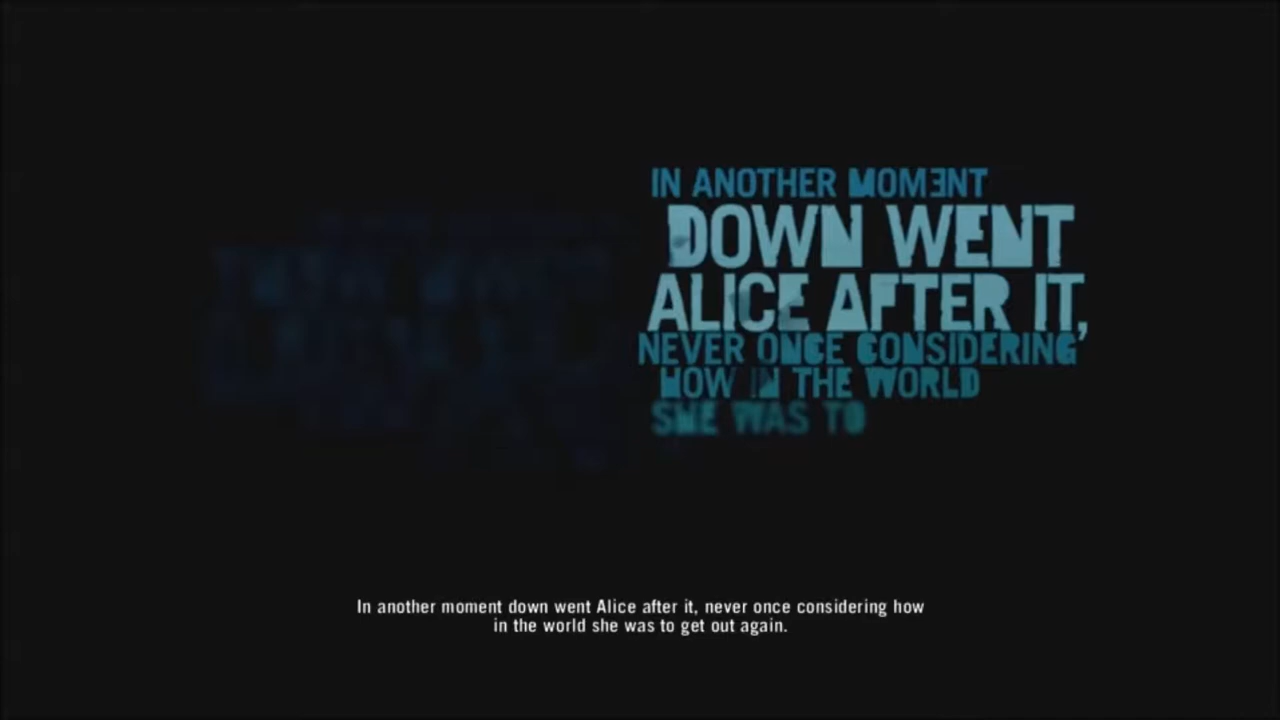 IN ANOTHER MOMENT
DOWN WENT
ALICE AFTER IT,
NEVER ONCE CONSIDERING
HOW IN THE WORLD
SHE WAS TO
In another moment down went Alice after it, never once considering how
in the world she was to get out again.